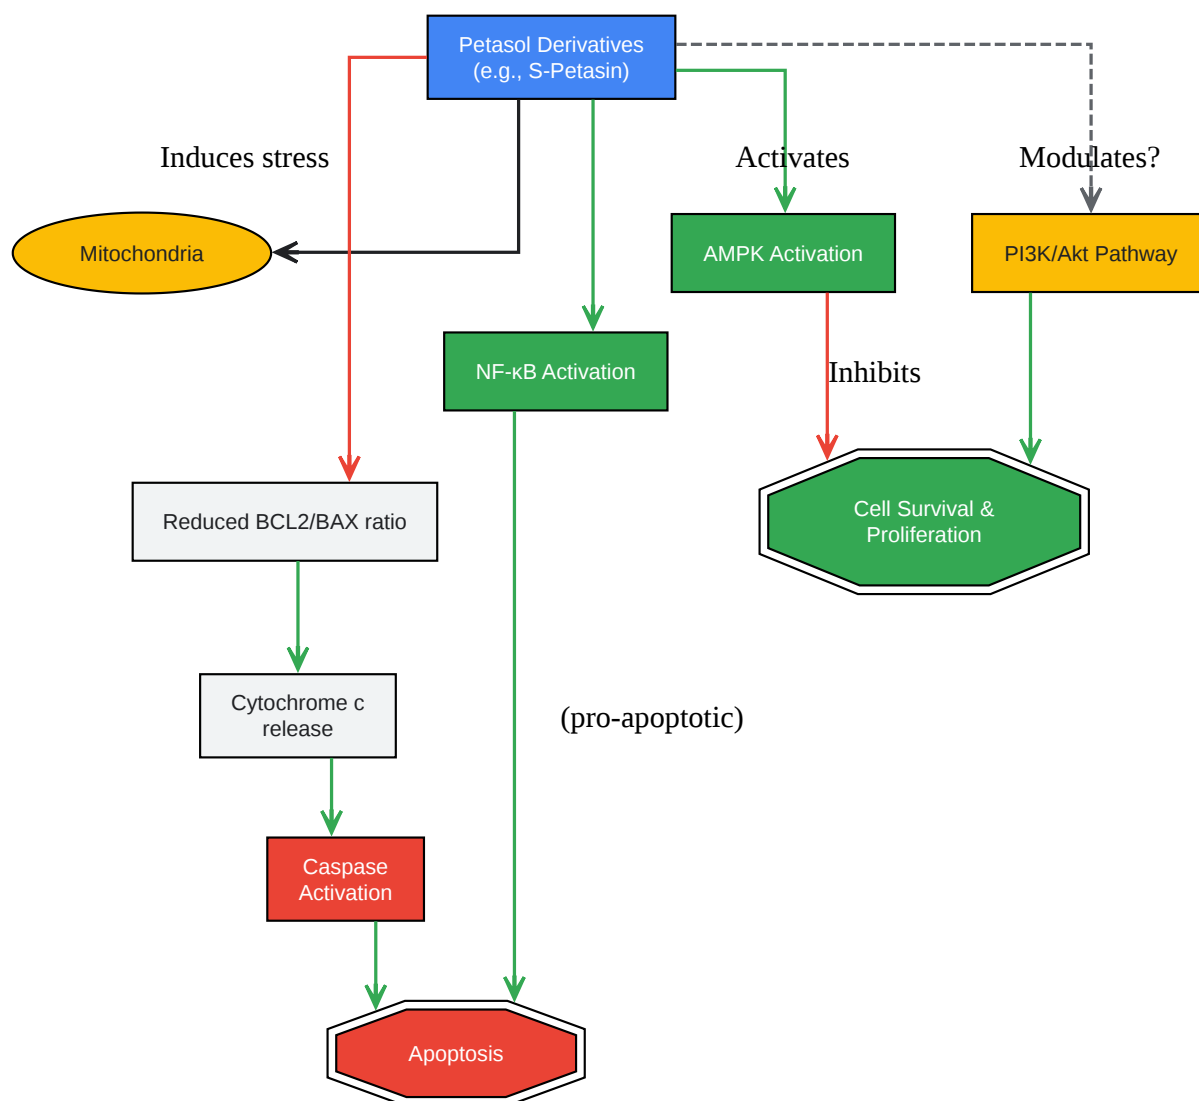 Petasol Derivatives
(e.g., S-Petasin)
Induces stress
Activates
Modulates?
Mitochondria
AMPK Activation
PI3K/Akt Pathway
NF-κB Activation
Inhibits
Reduced BCL2/BAX ratio
Cell Survival &
Proliferation
Cytochrome c
release
(pro-apoptotic)
Caspase
Activation
Apoptosis